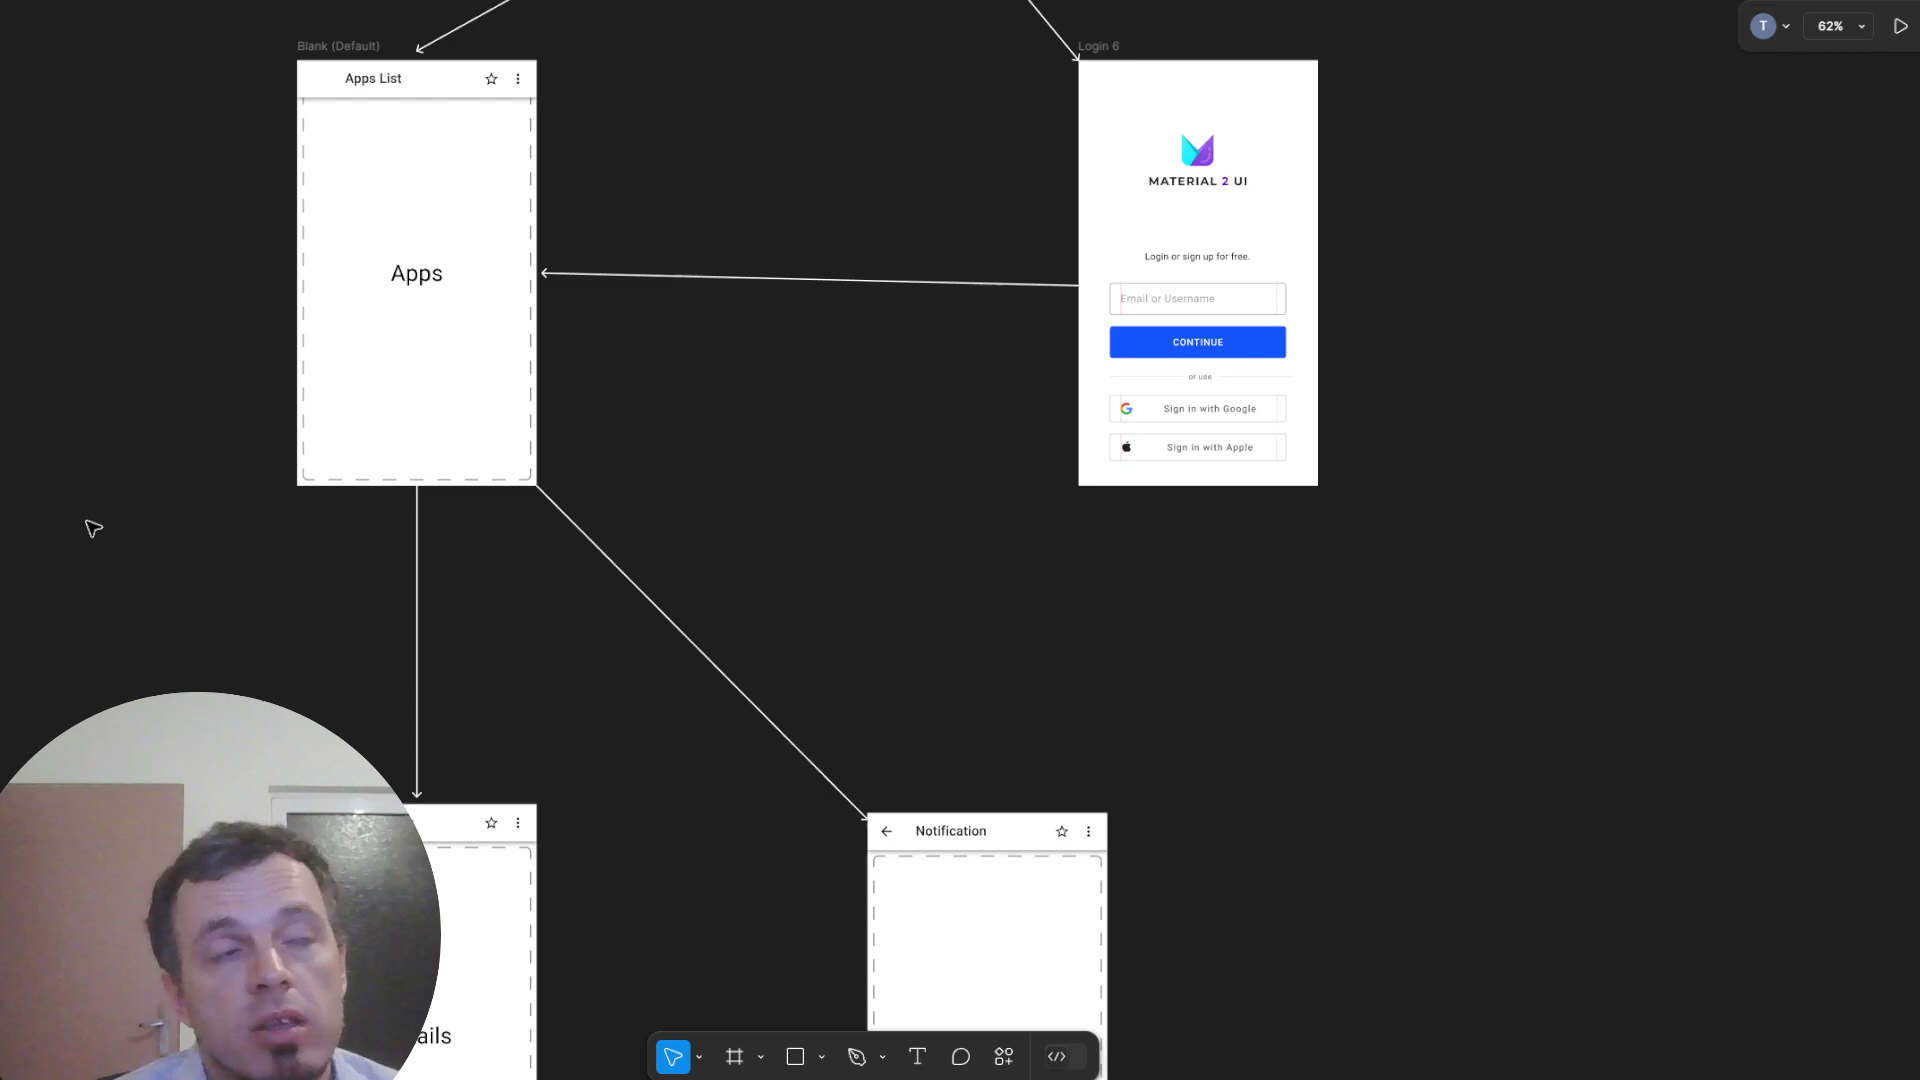 T
62%
Blank (Default)
Apps List
Apps
Login 6
MATERIAL 2 UI
Login or sign up for free.
Email or Username
CONTINUE
or use
Sign in with Google
Sign in with Apple
ails
Notification